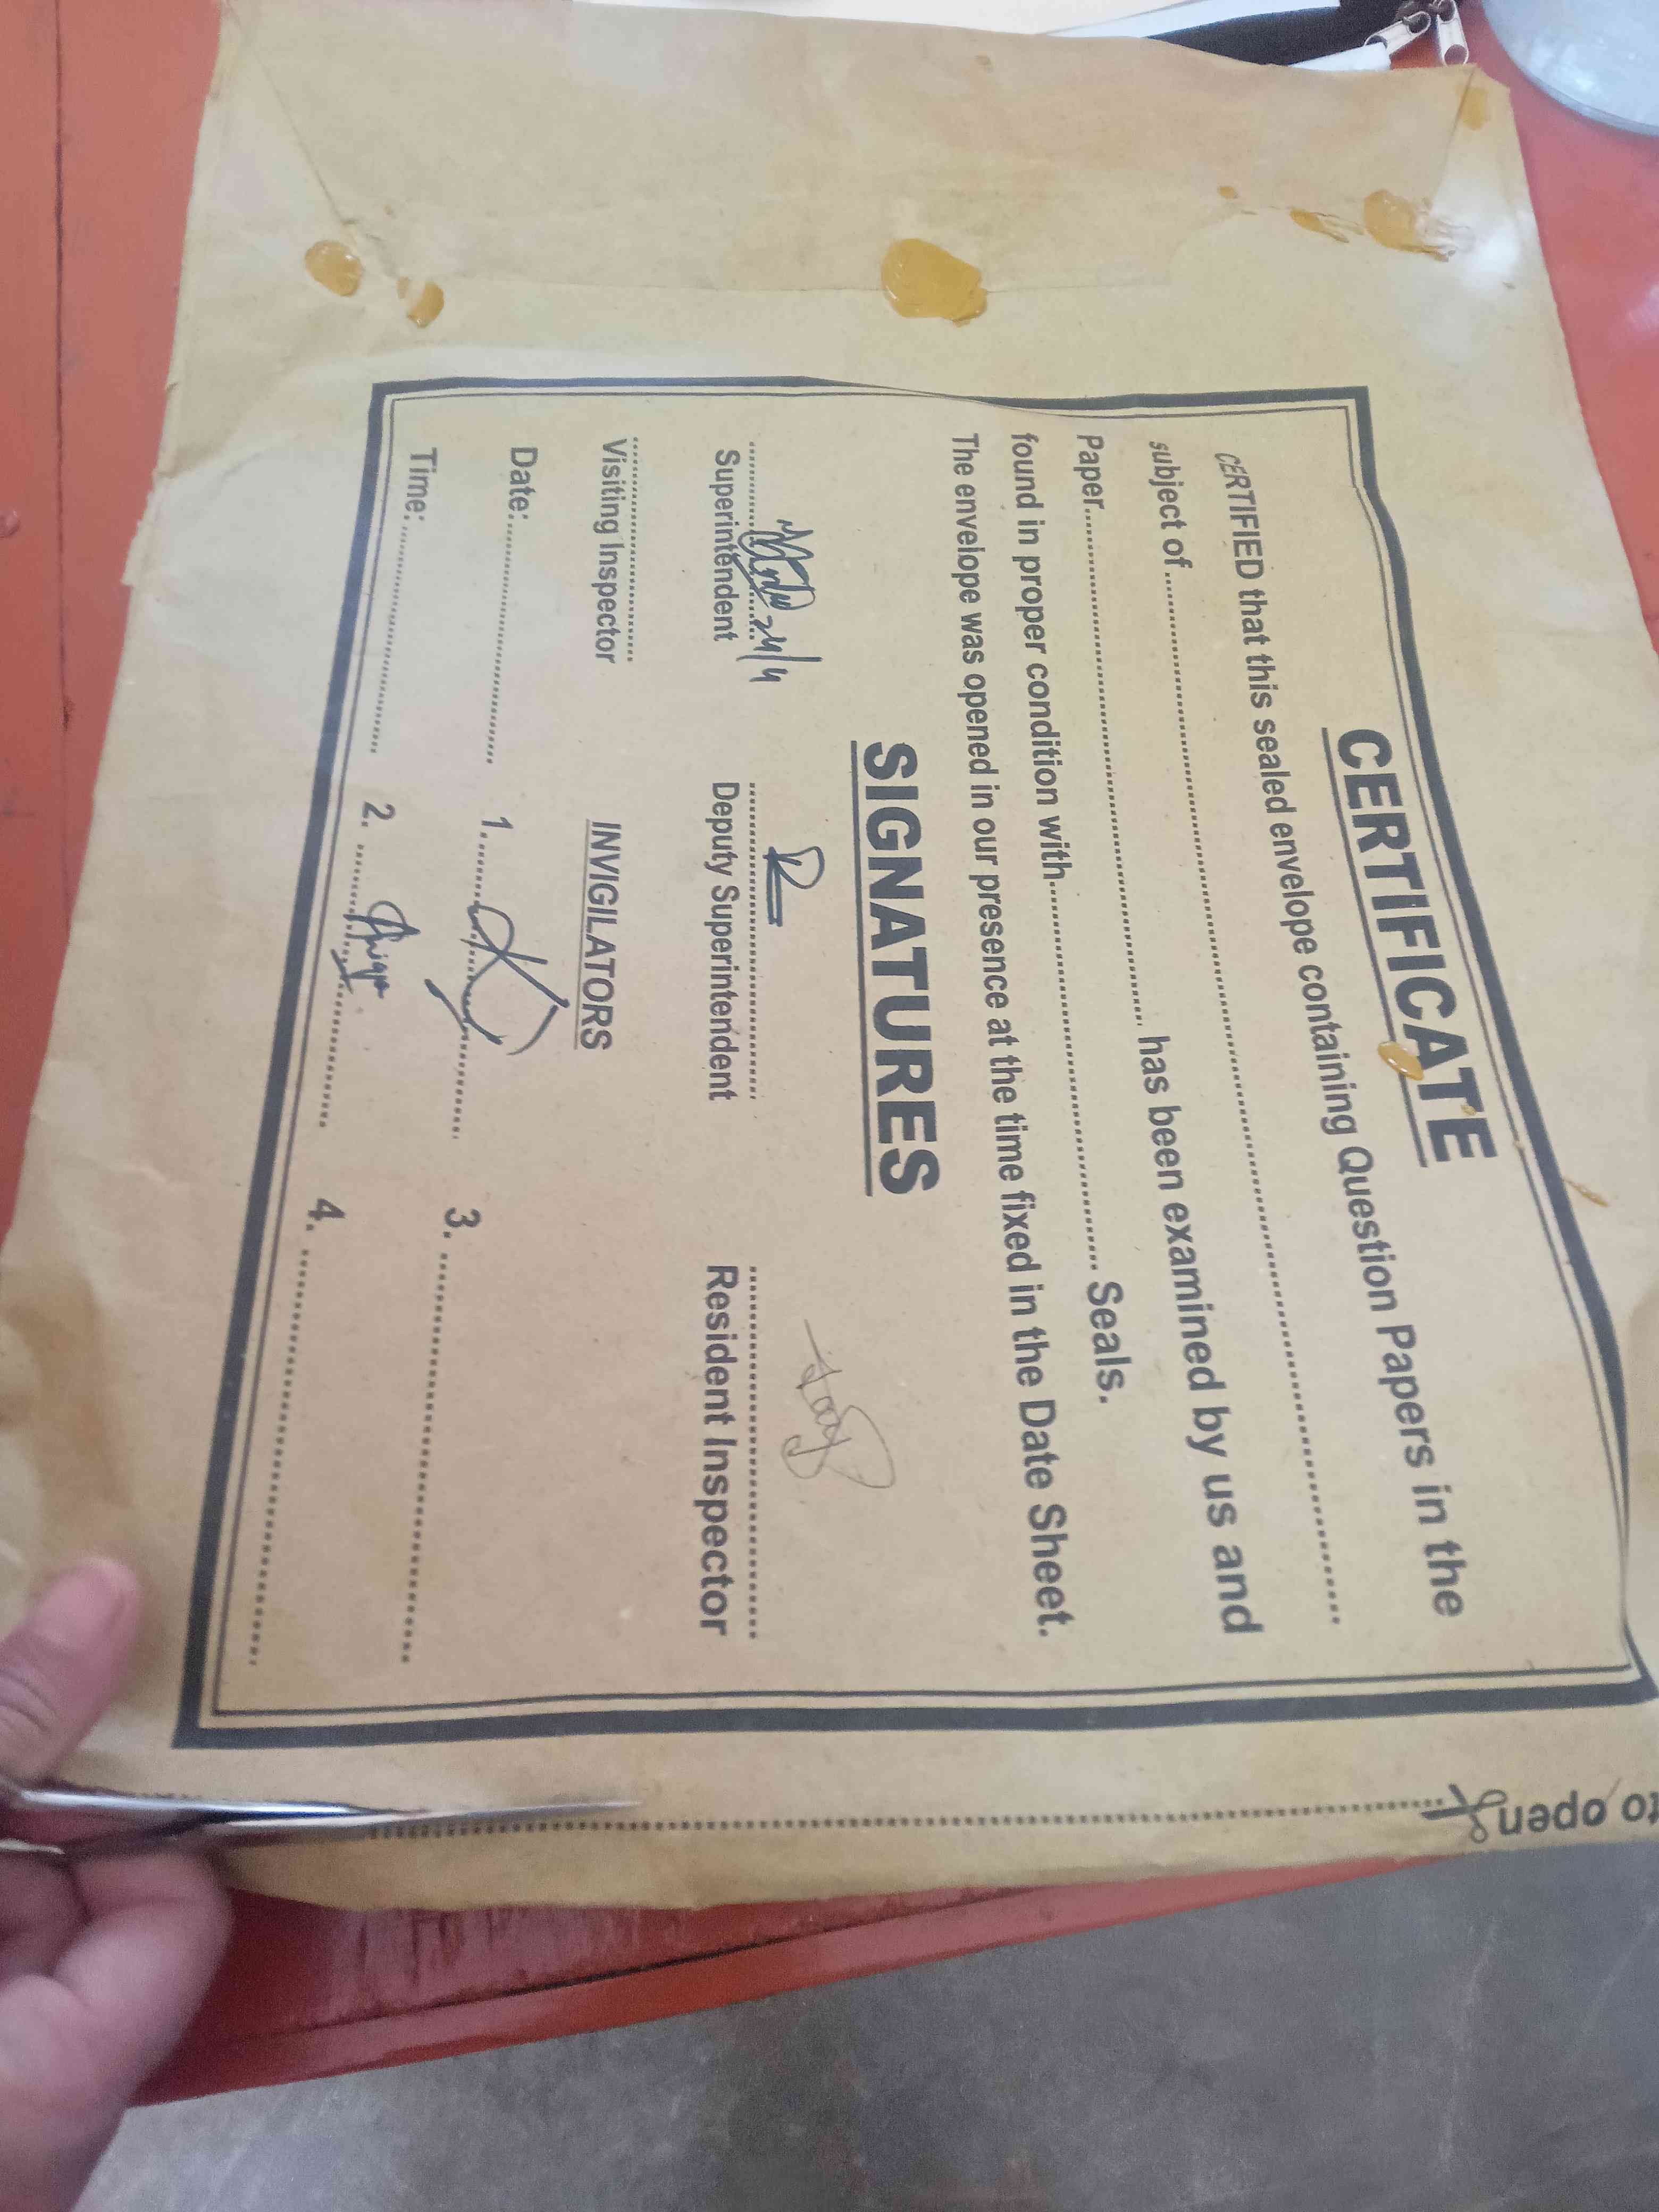 CERTIFICATE
CERTIFIED that this sealed envelope containing Question Papers in the
subject of........................................................................
Paper........................................ has been examined by us and
found in proper condition with........................................ Seals.
The envelope was opened in our presence at the time fixed in the Date Sheet.
SIGNATURES
24/4
Superintendent Deputy Superintendent Resident Inspector
Visiting Inspector INVIGILATORS
Date:.............................. 1. .............................. 3. ..............................
Time:.............................. 2. .............................. 4. ..............................
to open